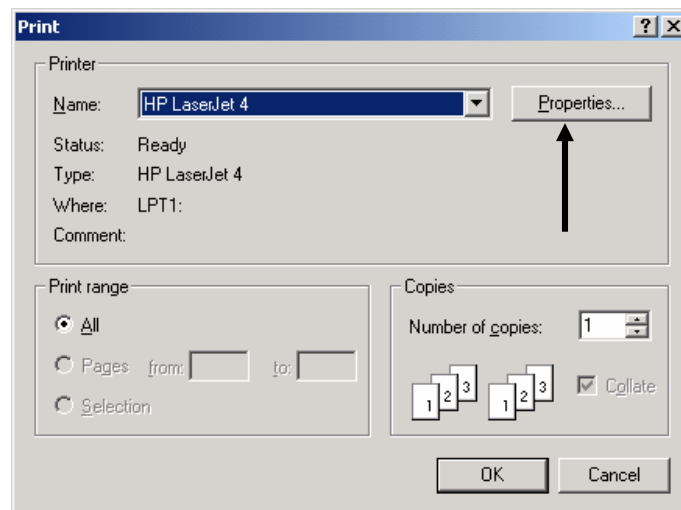 Print
Printer
Name: HP LaserJet 4 Properties...
Status: Ready
Type: HP LaserJet 4
Where: LPT1:
Comment:
Print range
All
Pages from: to:
Selection
Copies
Number of copies: 1
1 2 3 1 2 3 Collate
OK Cancel